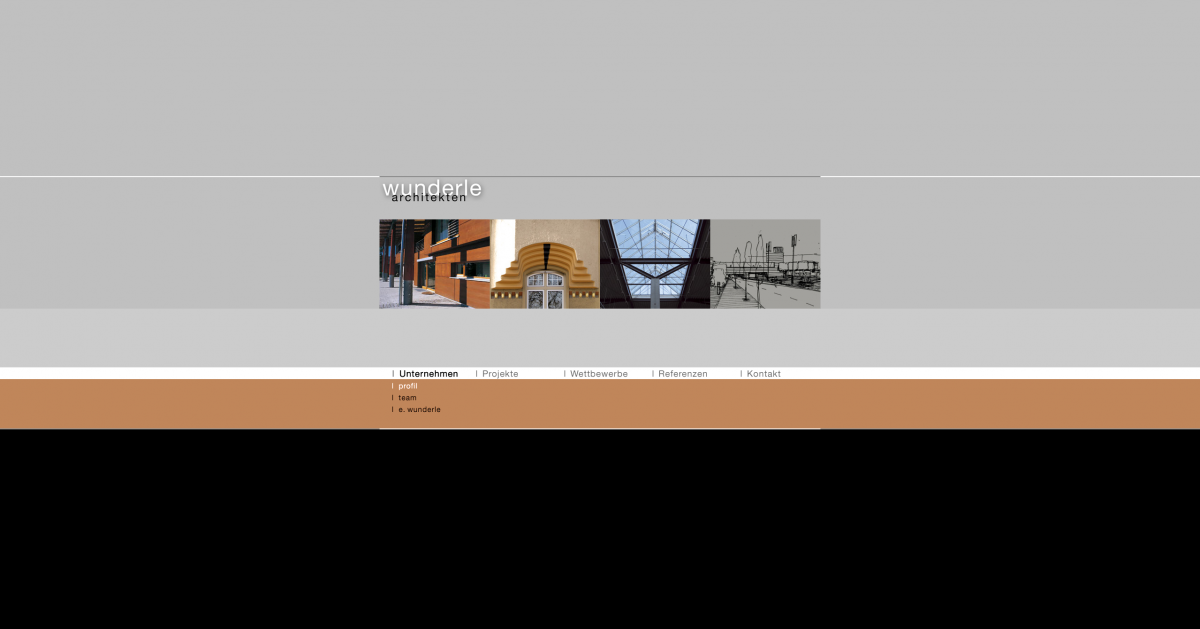 wunderle
architekten
Unternehmen | Projekte | Wettbewerbe | Referenzen | Kontakt
profil
team
e. wunderle